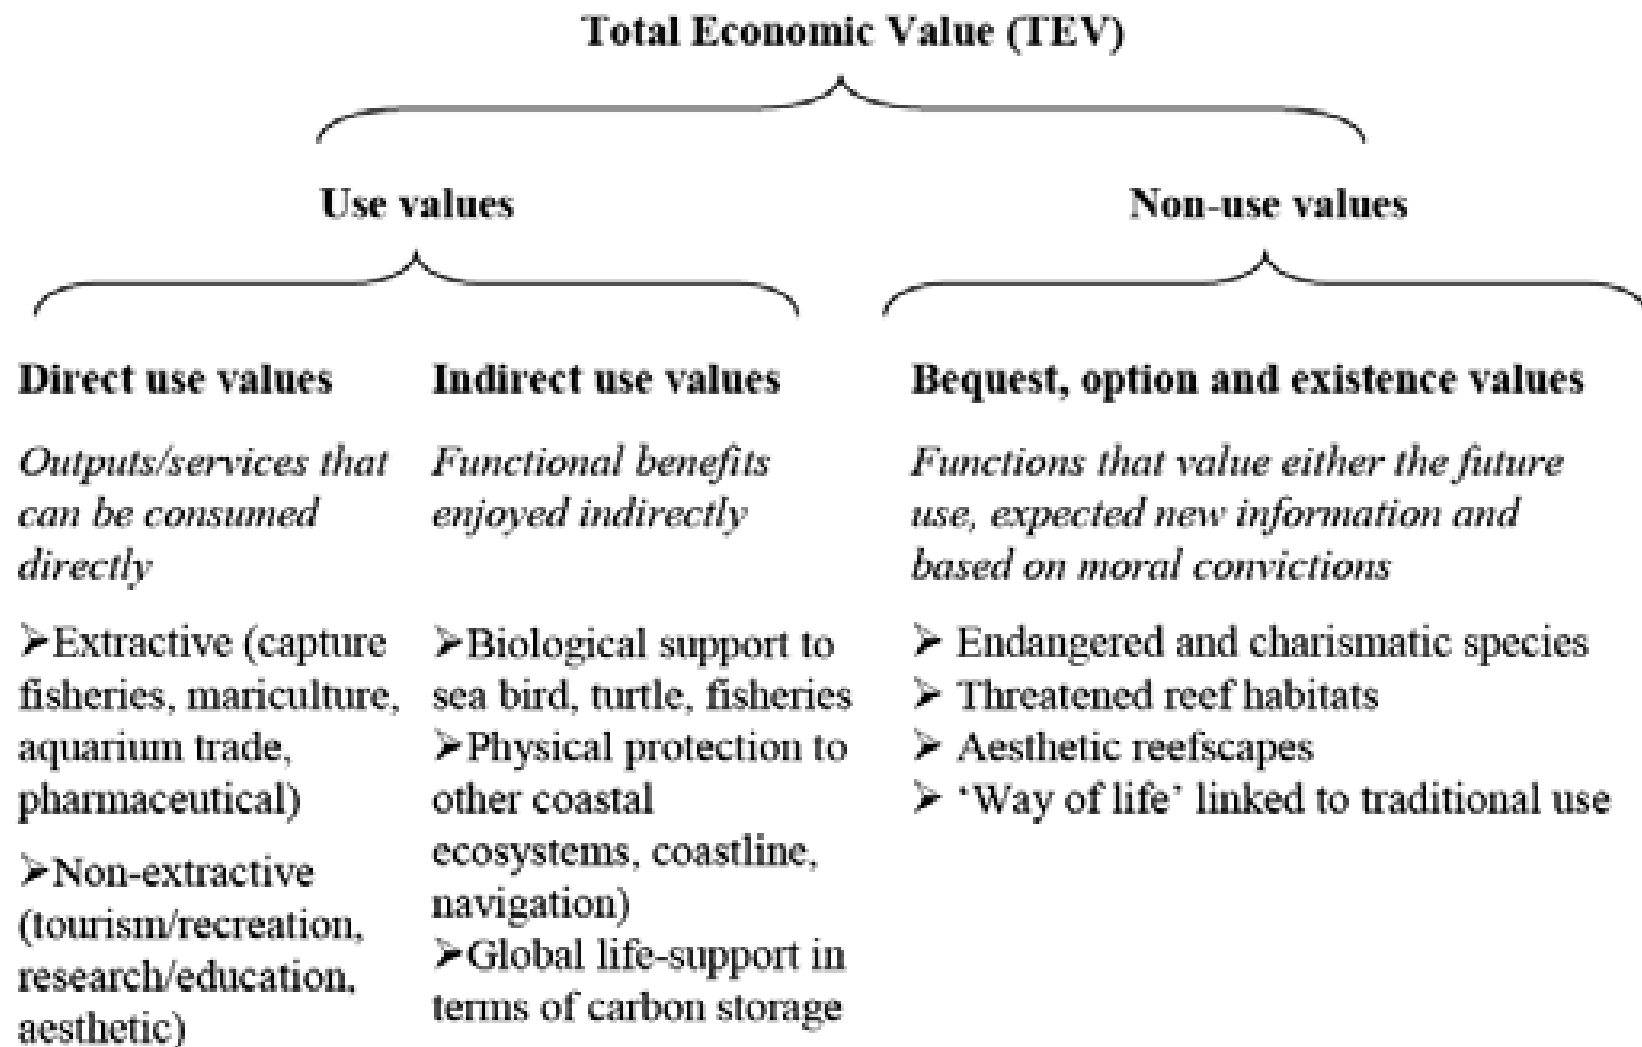 Total Economic Value (TEV)
Use values
Non-use values
Direct use values
Outputs/services that
can be consumed
directly
➢Extractive (capture
fisheries, mariculture,
aquarium trade,
pharmaceutical)
➢Non-extractive
(tourism/recreation,
research/education,
aesthetic)
Indirect use values
Functional benefits
enjoyed indirectly
➢Biological support to
sea bird, turtle, fisheries
➢Physical protection to
other coastal
ecosystems, coastline,
navigation)
➢Global life-support in
terms of carbon storage
Bequest, option and existence values
Functions that value either the future
use, expected new information and
based on moral convictions
➢ Endangered and charismatic species
➢ Threatened reef habitats
➢ Aesthetic reefscapes
➢ ‘Way of life’ linked to traditional use